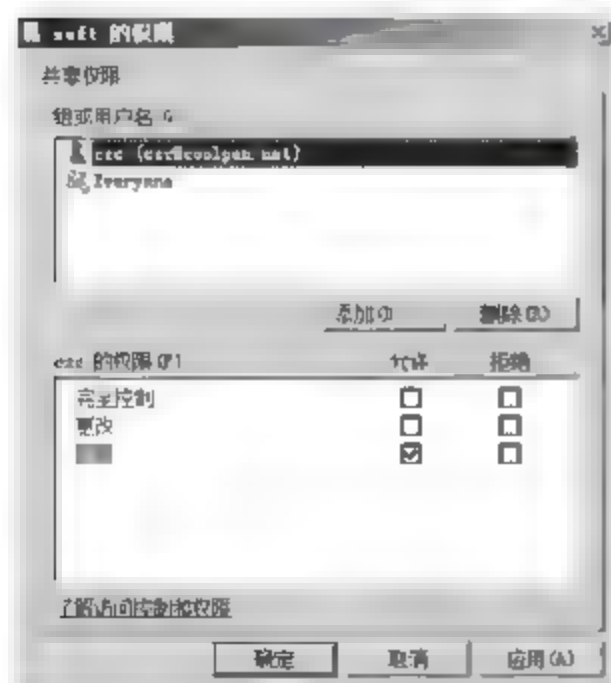 soft 的权限
共享权限
组或用户名
Everyone
添加 删除(R)
的权限(P) 允许 拒绝
完全控制
更改
了解访问控制和权限
确定 取消 应用(A)